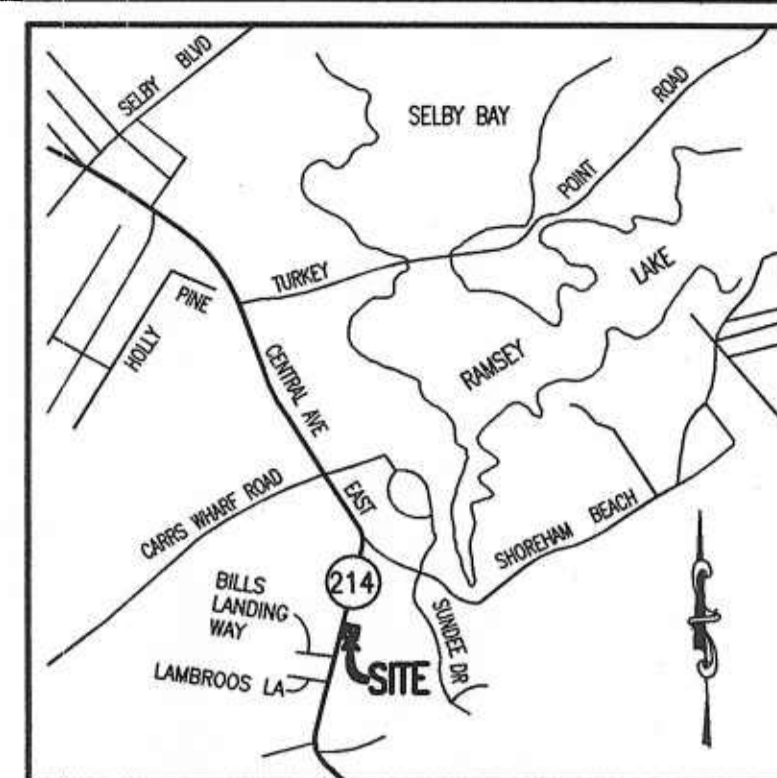 SELBY BLVD
SELBY BAY
POINT ROAD
TURKEY
LAKE
HOLLY
PINE
CENTRAL AVE
RAMSEY
EAST
CARRS WHARF ROAD
SHOREHAM BEACH
214
BILLS
LANDING
WAY
SUNDEE DR
LAMBROOS LA
SITE